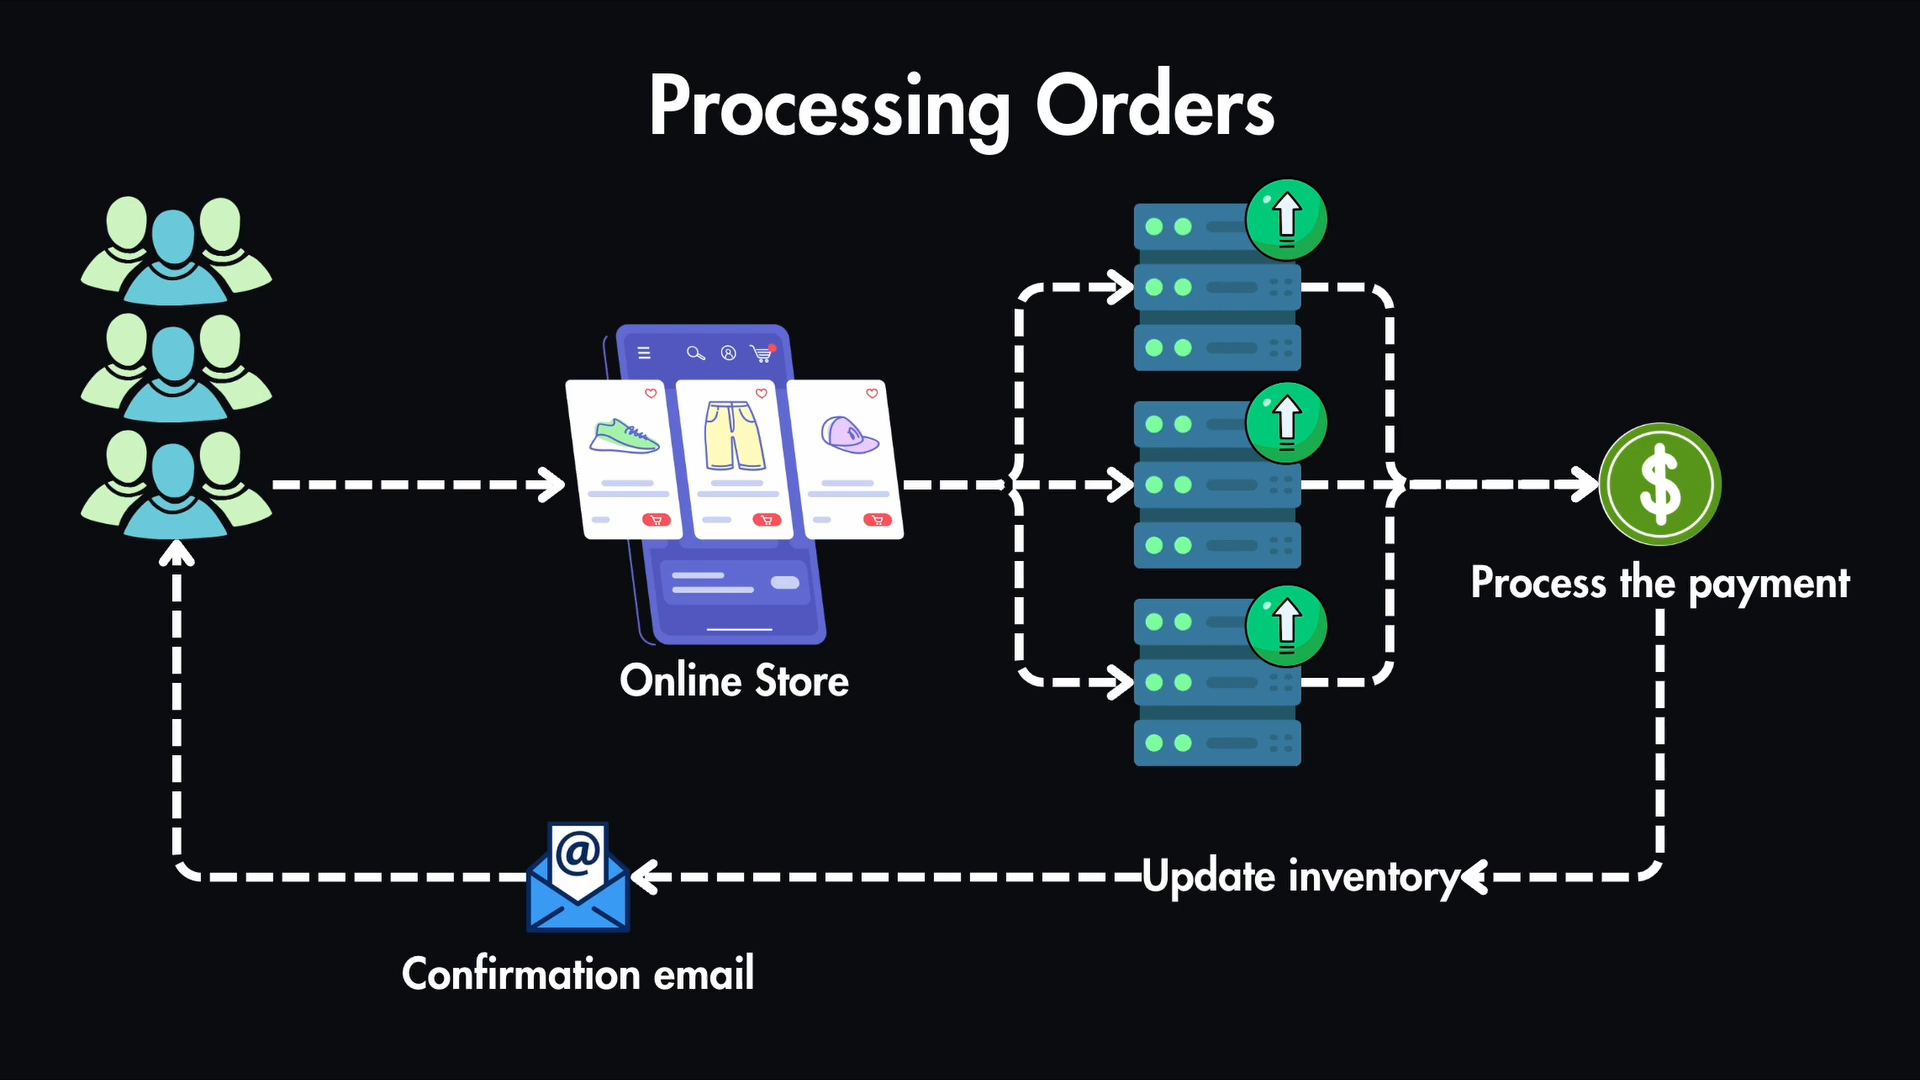 Processing Orders
Online Store
Process the payment
Update inventory
@
Confirmation email